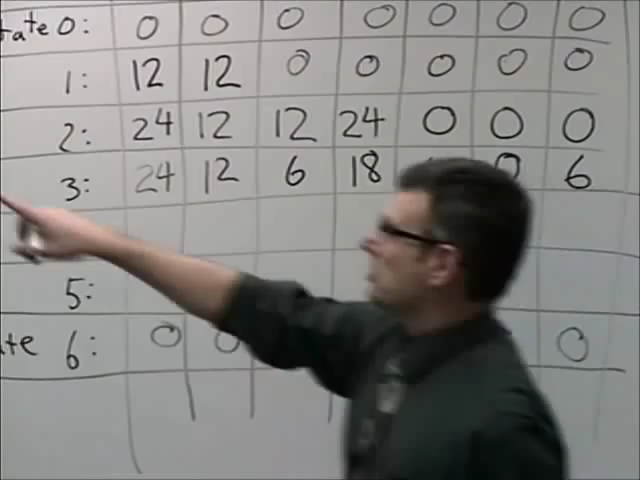 tate 0: 0 0 0 0 0 0 0
1: 12 12 0 0 0 0 0
2: 24 12 12 24 0 0 0
3: 24 12 6 18 0 6
5:
te 6: 0 0 0